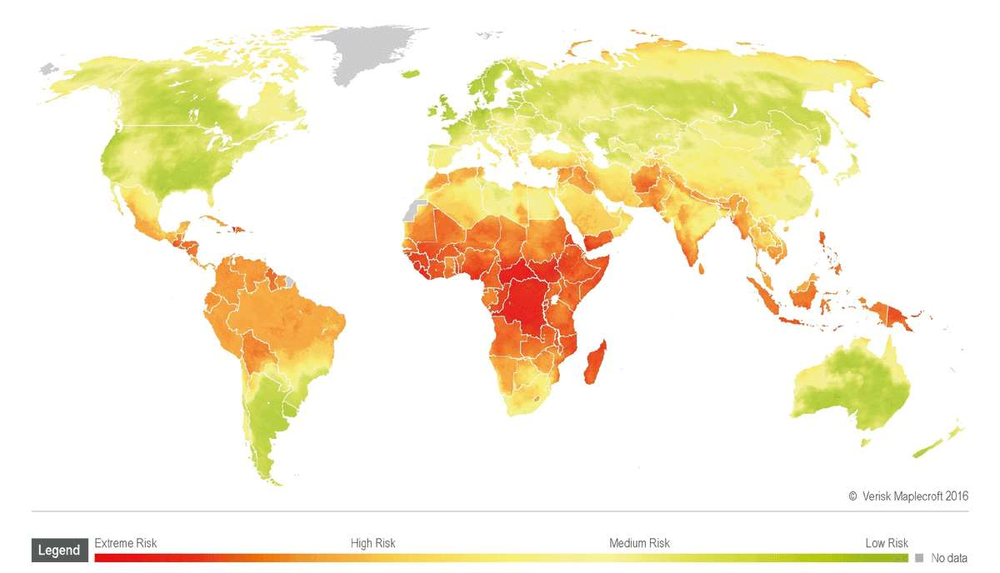 © Verisk Maplecroft 2016
Legend
Extreme Risk High Risk Medium Risk Low Risk
No data